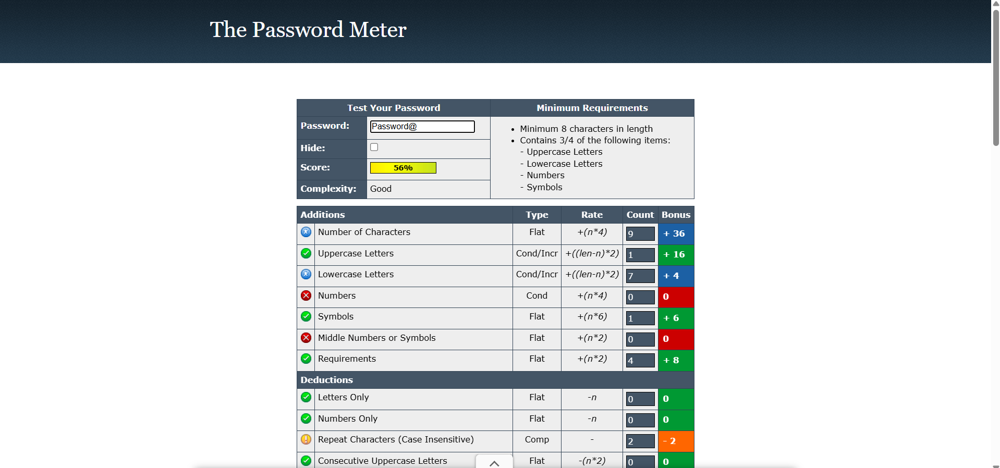 The Password Meter
Test Your Password Minimum Requirements
Password: Password@
Hide:
Score: 56%
Complexity: Good
• Minimum 8 characters in length
• Contains 3/4 of the following items:
- Uppercase Letters
- Lowercase Letters
- Numbers
- Symbols
Additions Type Rate Count Bonus
Number of Characters Flat +(n*4) 9 + 36
Uppercase Letters Cond/Incr +((len-n)*2) 1 + 16
Lowercase Letters Cond/Incr +((len-n)*2) 7 + 4
Numbers Cond +(n*4) 0 0
Symbols Flat +(n*6) 1 + 6
Middle Numbers or Symbols Flat +(n*2) 0 0
Requirements Flat +(n*2) 4 + 8
Deductions
Letters Only Flat -n 0 0
Numbers Only Flat -n 0 0
Repeat Characters (Case Insensitive) Comp - 2 - 2
Consecutive Uppercase Letters Flat -(n*2) 0 0